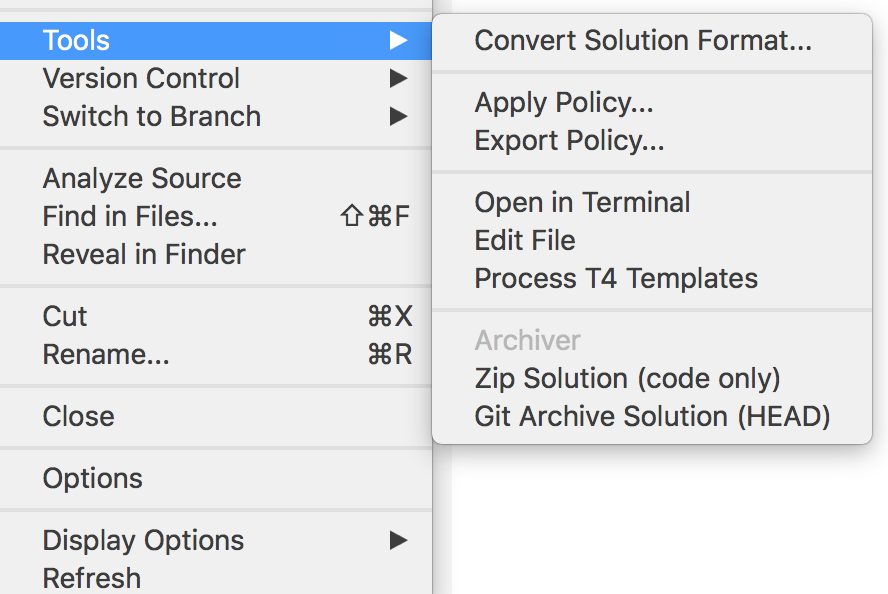 Tools
Version Control
Switch to Branch
Analyze Source
Find in Files... ⇧⌘F
Reveal in Finder
Cut ⌘X
Rename... ⌘R
Close
Options
Display Options
Refresh
Convert Solution Format...
Apply Policy...
Export Policy...
Open in Terminal
Edit File
Process T4 Templates
Archiver
Zip Solution (code only)
Git Archive Solution (HEAD)